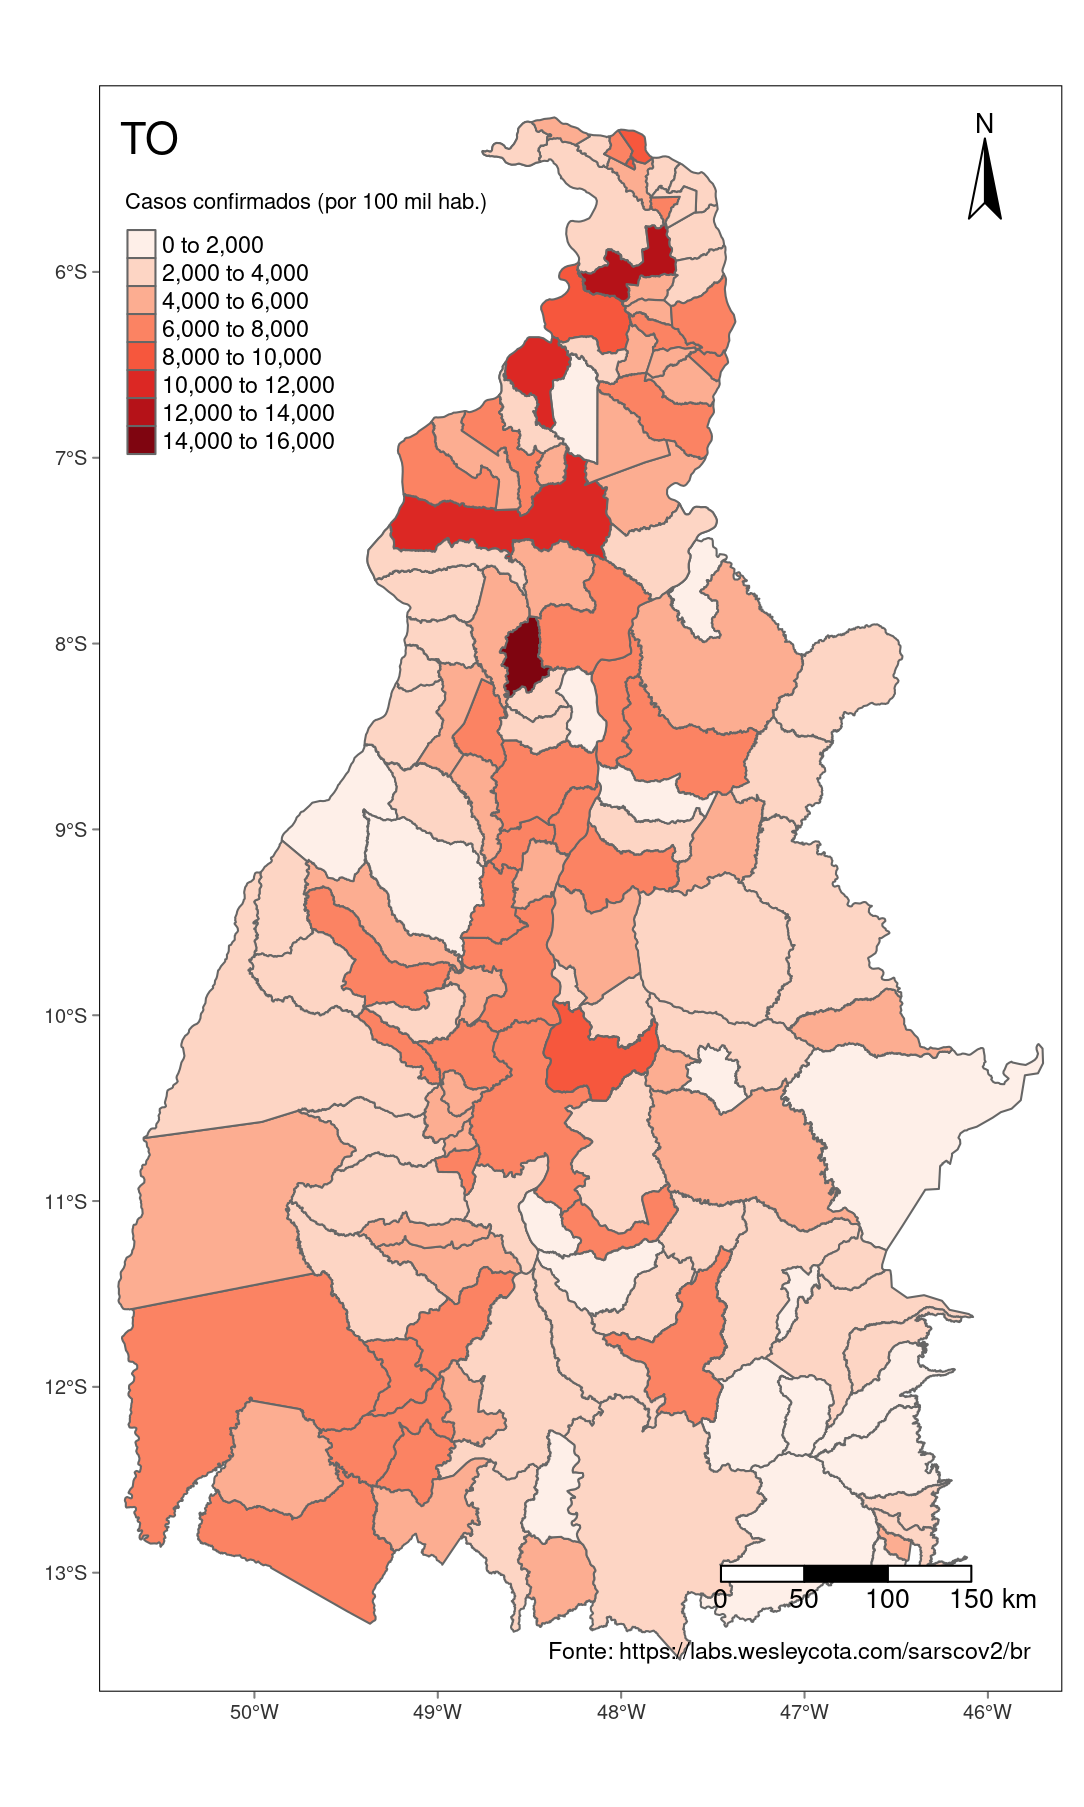 TO
N
Casos confirmados (por 100 mil hab.)
0 to 2,000
2,000 to 4,000
4,000 to 6,000
6,000 to 8,000
8,000 to 10,000
10,000 to 12,000
12,000 to 14,000
14,000 to 16,000
6°S
7°S
8°S
9°S
10°S
11°S
12°S
13°S
0 50 100 150 km
Fonte: https://labs.wesleycota.com/sarscov2/br
50°W 49°W 48°W 47°W 46°W